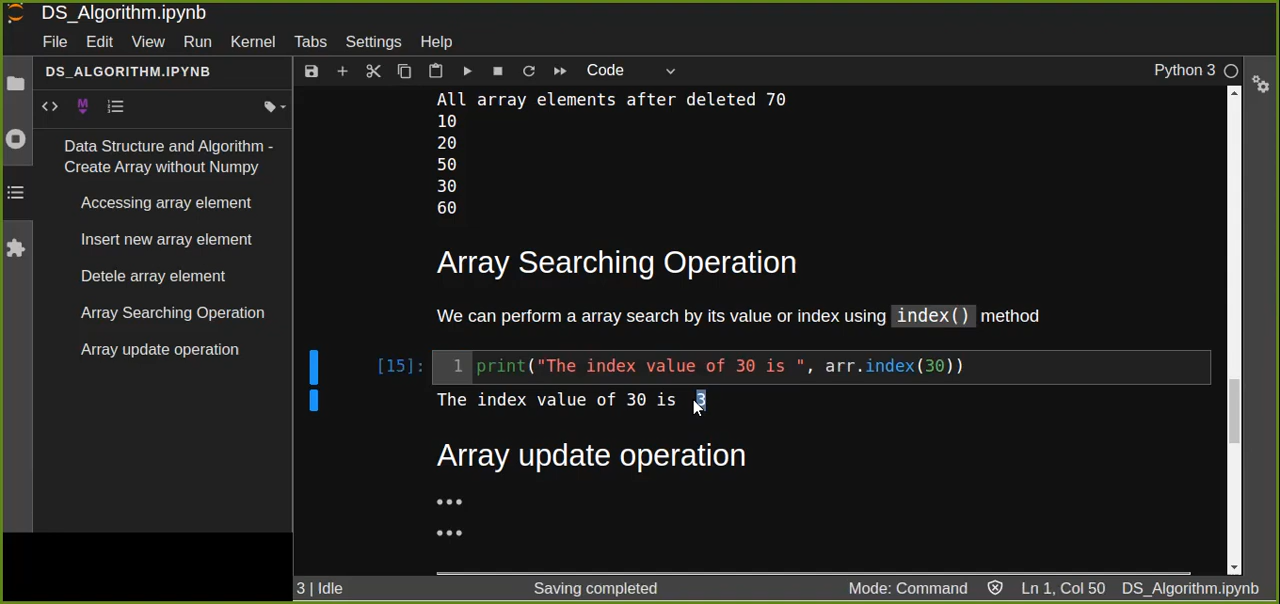 DS_Algorithm.ipynb
File Edit View Run Kernel Tabs Settings Help
DS_ALGORITHM.IPYNB
Code
Python 3
M
Data Structure and Algorithm -
Create Array without Numpy
Accessing array element
Insert new array element
Detele array element
Array Searching Operation
Array update operation
All array elements after deleted 70
10
20
50
30
60
Array Searching Operation
We can perform a array search by its value or index using index() method
[15]: 1 print("The index value of 30 is ", arr.index(30))
The index value of 30 is  3
Array update operation
3 | Idle Saving completed Mode: Command Ln 1, Col 50 DS_Algorithm.ipynb